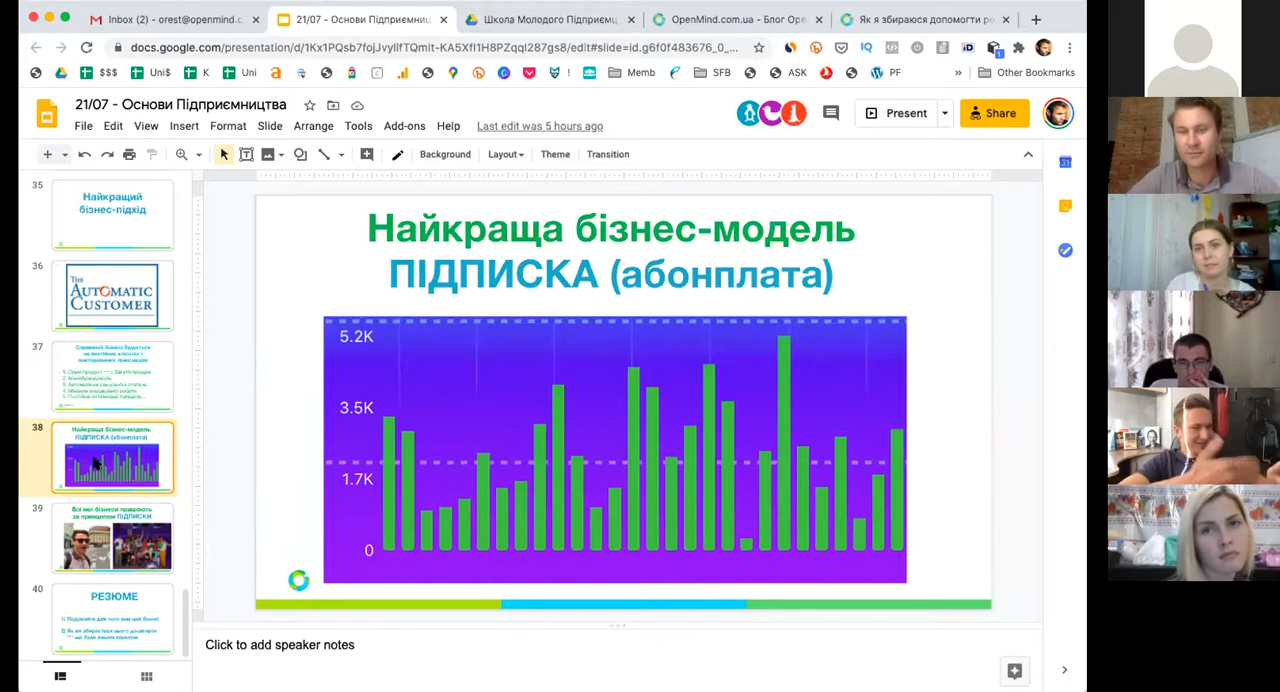 Inbox (2) - orest@openmind.c
21/07 - Основи Підприємниц
Школа Молодого Підприємц
OpenMind.com.ua - Блог Оре
Як я збираюся допомогти ро
docs.google.com/presentation/d/1Kx1PQsb7fojJvyllfTQmIt-KA5Xfl1H8PZqql287gs8/edit#slide=id.g6f0f483676_0_...
$$$
Uni$
K
Uni
!
Memb
SFB
ASK
PF
»
Other Bookmarks
21/07 - Основи Підприємництва
File Edit View Insert Format Slide Arrange Tools Add-ons Help Last edit was 5 hours ago
Present
Share
Background Layout Theme Transition
35
Найкращий
бізнес-підхід
36
THE
AUTOMATIC
CUSTOMER
37
38
Найкраща бізнес-модель
ПІДПИСКА (абонплата)
39
Всі мої бізнеси працюють
за принципом ПІДПИСКИ
40
РЕЗЮМЕ
Найкраща бізнес-модель
ПІДПИСКА (абонплата)
5.2K
3.5K
1.7K
0
Click to add speaker notes